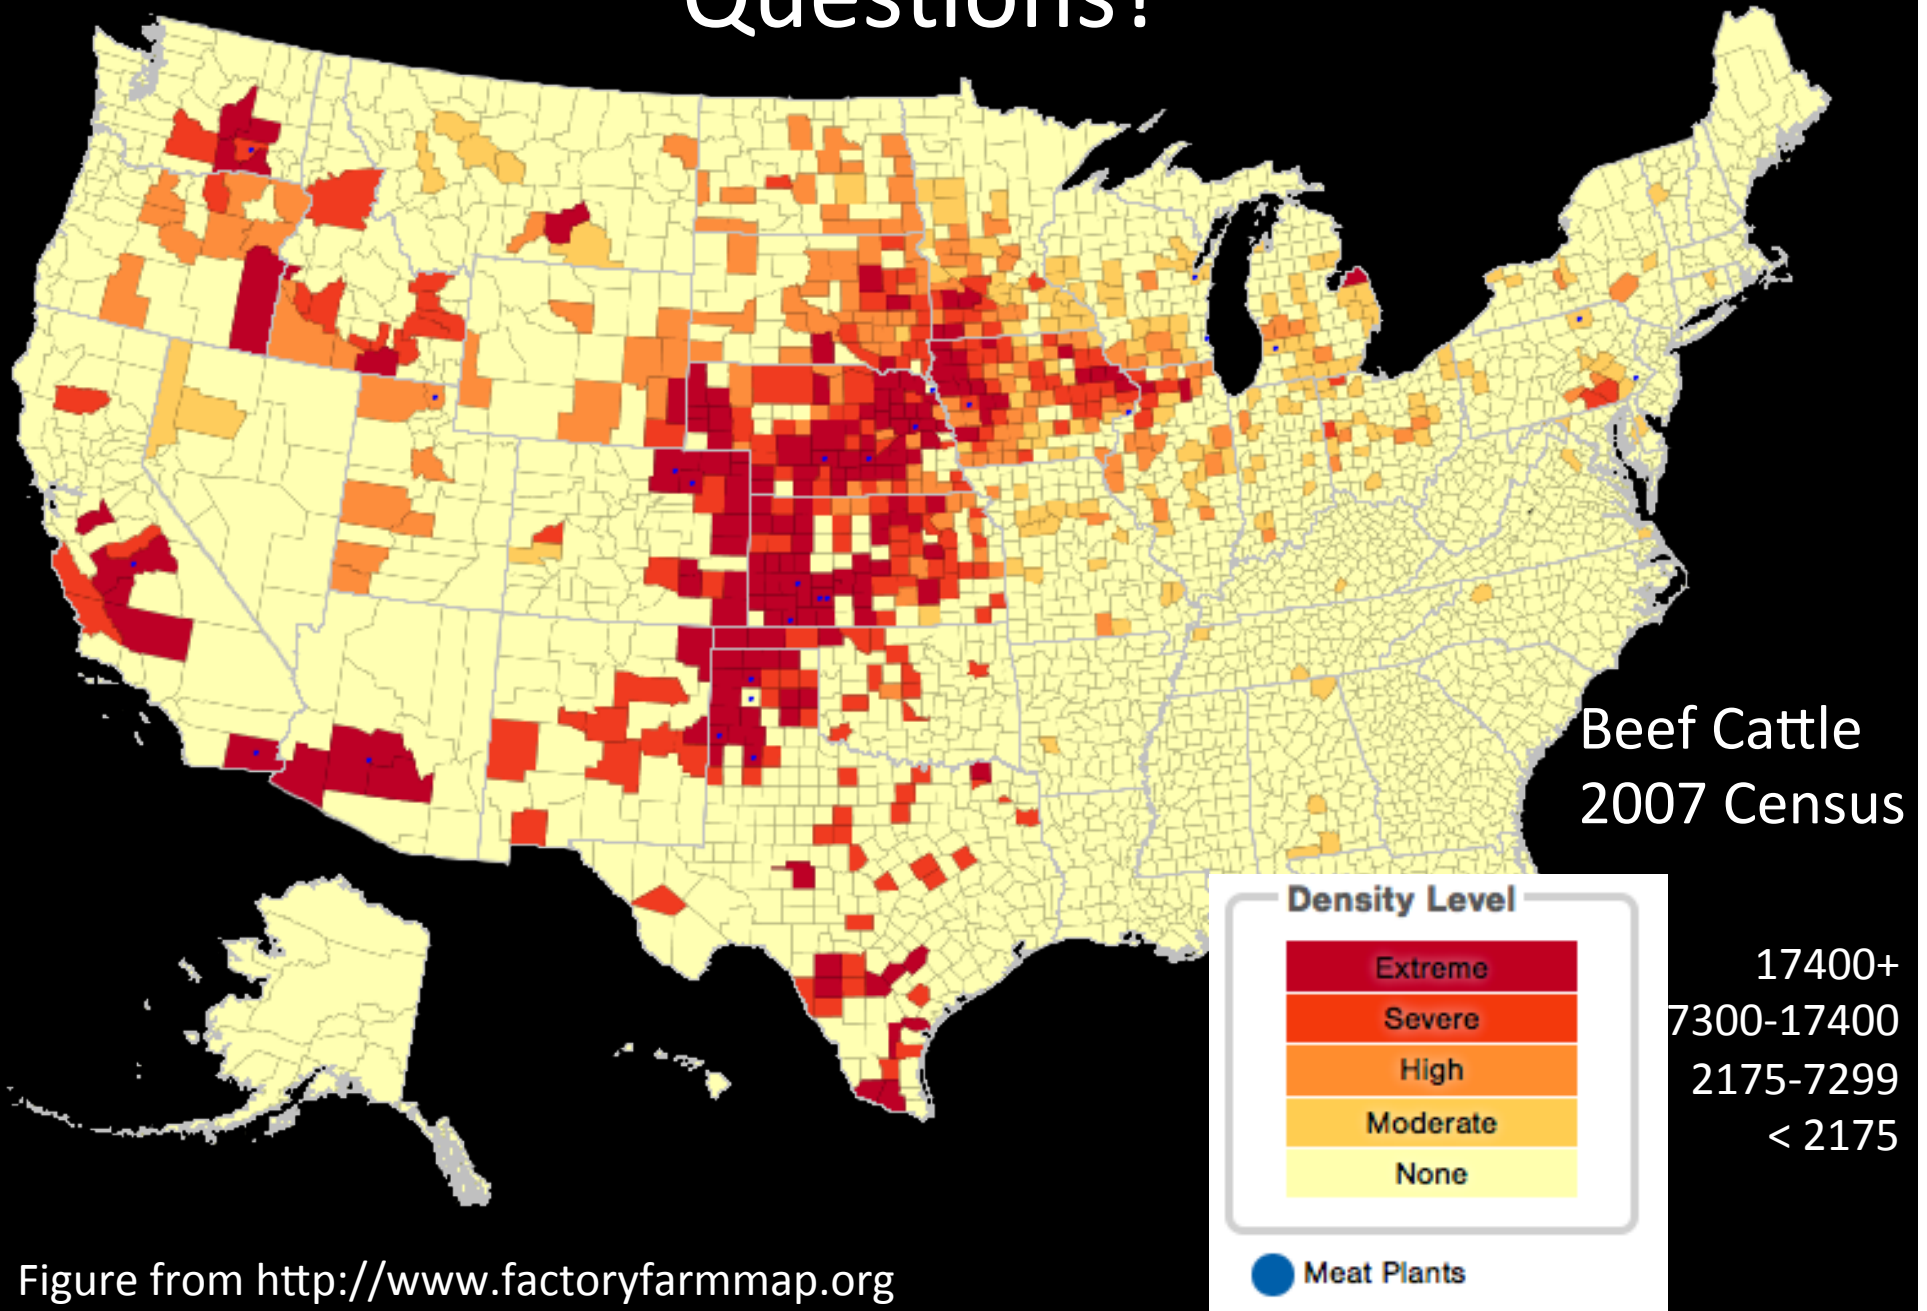 Questions?
Beef Cattle
2007 Census
Density Level
Extreme
17400+
Severe
7300-17400
High
2175-7299
Moderate
< 2175
None
Meat Plants
Figure from http://www.factoryfarmmap.org